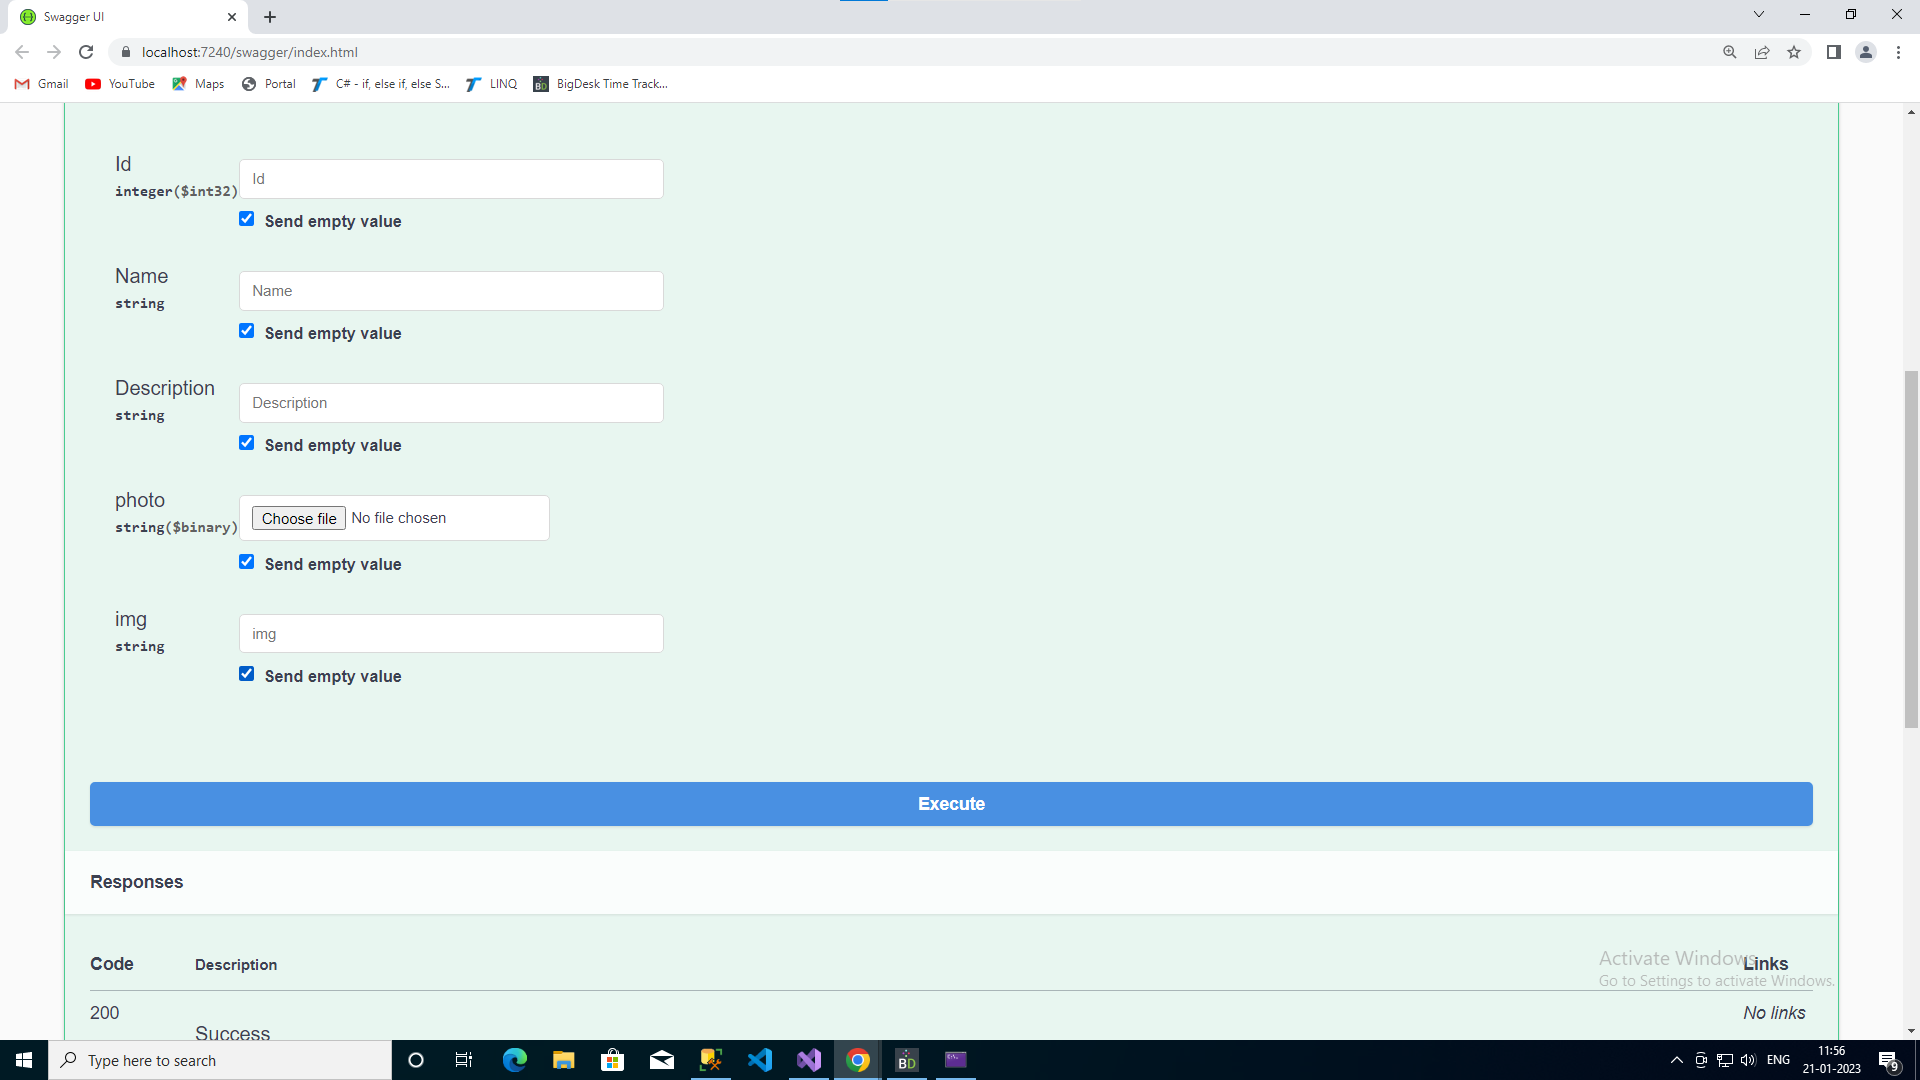 Swagger UI
localhost:7240/swagger/index.html
Gmail YouTube Maps Portal C# - if, else if, else S... LINQ BigDesk Time Track...
Id
integer($int32)
Id
Send empty value
Name
string
Name
Send empty value
Description
string
Description
Send empty value
photo
string($binary)
Choose file No file chosen
Send empty value
img
string
img
Send empty value
Execute
Responses
Code Description Links
200 Success No links
Activate Windows
Go to Settings to activate Windows.
Type here to search
BD
ENG
11:56
21-01-2023
9